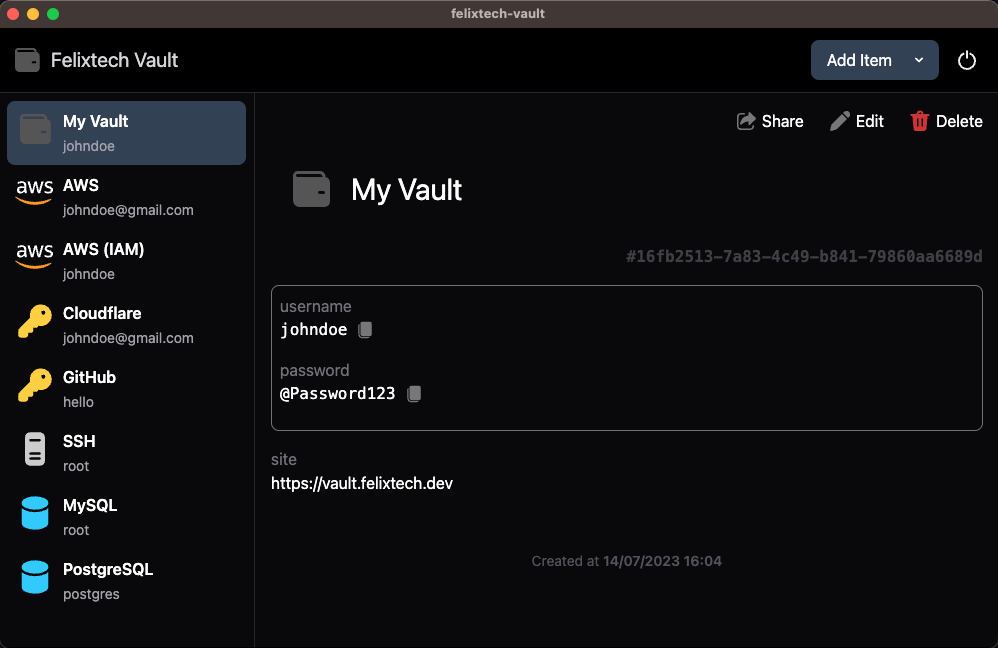 felixtech-vault
Felixtech Vault
Add Item
My Vault
johndoe
aws
AWS
johndoe@gmail.com
aws
AWS (IAM)
johndoe
Cloudflare
johndoe@gmail.com
GitHub
hello
SSH
root
MySQL
root
PostgreSQL
postgres
Share Edit Delete
My Vault
#16fb2513-7a83-4c49-b841-79860aa6689d
username
johndoe
password
@Password123
site
https://vault.felixtech.dev
Created at 14/07/2023 16:04